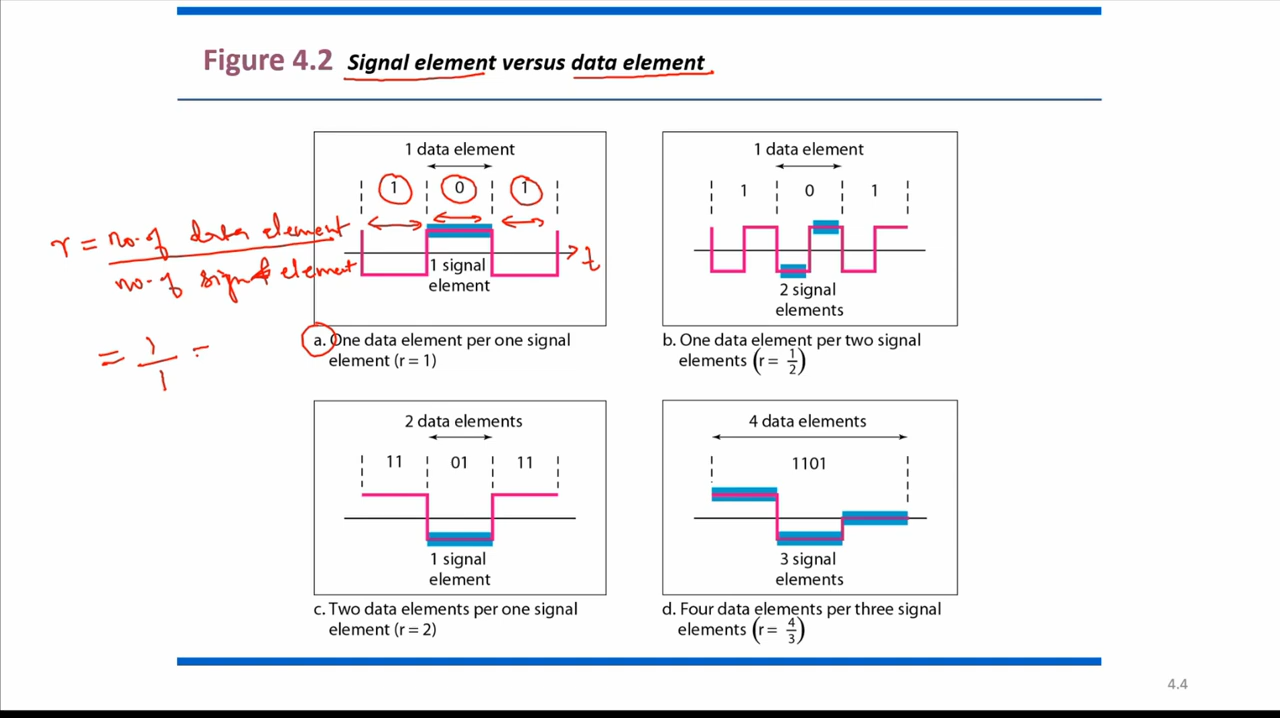 Figure 4.2 Signal element versus data element
1 data element
1 0 1
1 signal
element
t
a. One data element per one signal
element (r = 1)
r = no. of data element
no. of signal element
= 1
1 =
1 data element
1 0 1
2 signal
elements
b. One data element per two signal
elements (r = 1/2)
2 data elements
11 01 11
1 signal
element
c. Two data elements per one signal
element (r = 2)
4 data elements
1101
3 signal
elements
d. Four data elements per three signal
elements (r = 4/3)
4.4